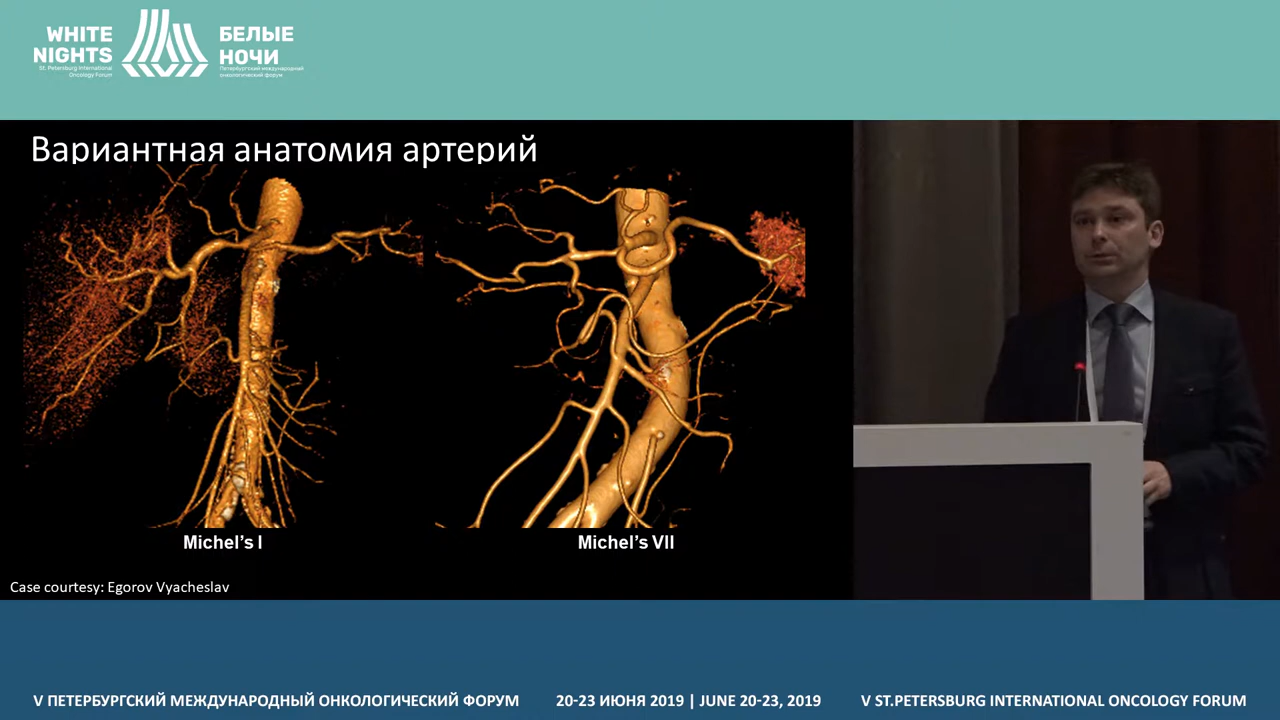 WHITE
NIGHTS
St. Petersburg International
Oncology Forum
БЕЛЫЕ
НОЧИ
Петербургский международный
онкологический форум
Вариантная анатомия артерий
Michel’s I
Michel’s VII
Case courtesy: Egorov Vyacheslav
V ПЕТЕРБУРГСКИЙ МЕЖДУНАРОДНЫЙ ОНКОЛОГИЧЕСКИЙ ФОРУМ
20-23 ИЮНЯ 2019 | JUNE 20-23, 2019
V ST.PETERSBURG INTERNATIONAL ONCOLOGY FORUM